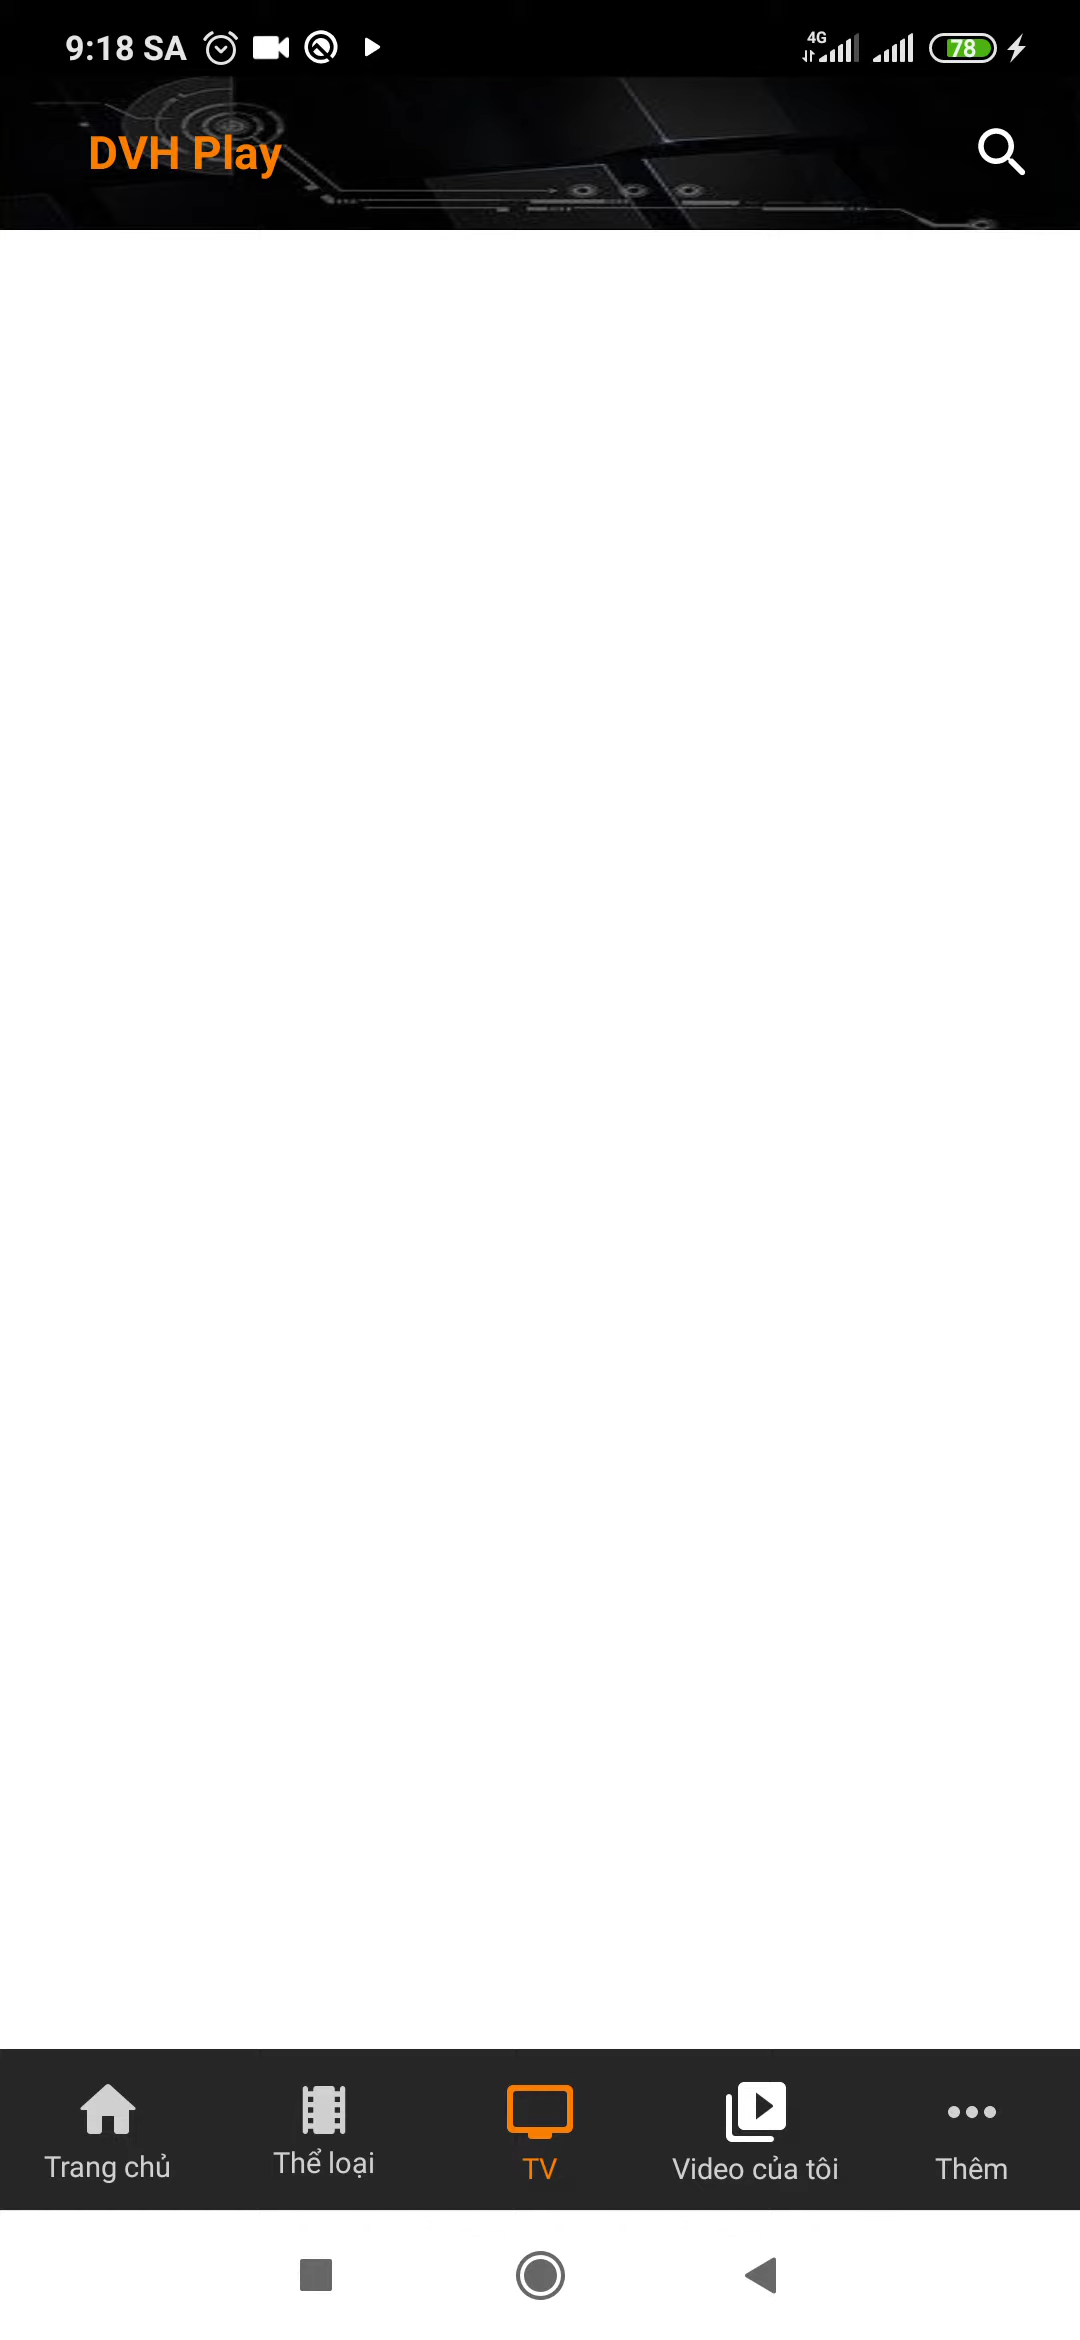 9:18 SA
4G
78
DVH Play
Trang chủ
Thể loại
TV
Video của tôi
Thêm